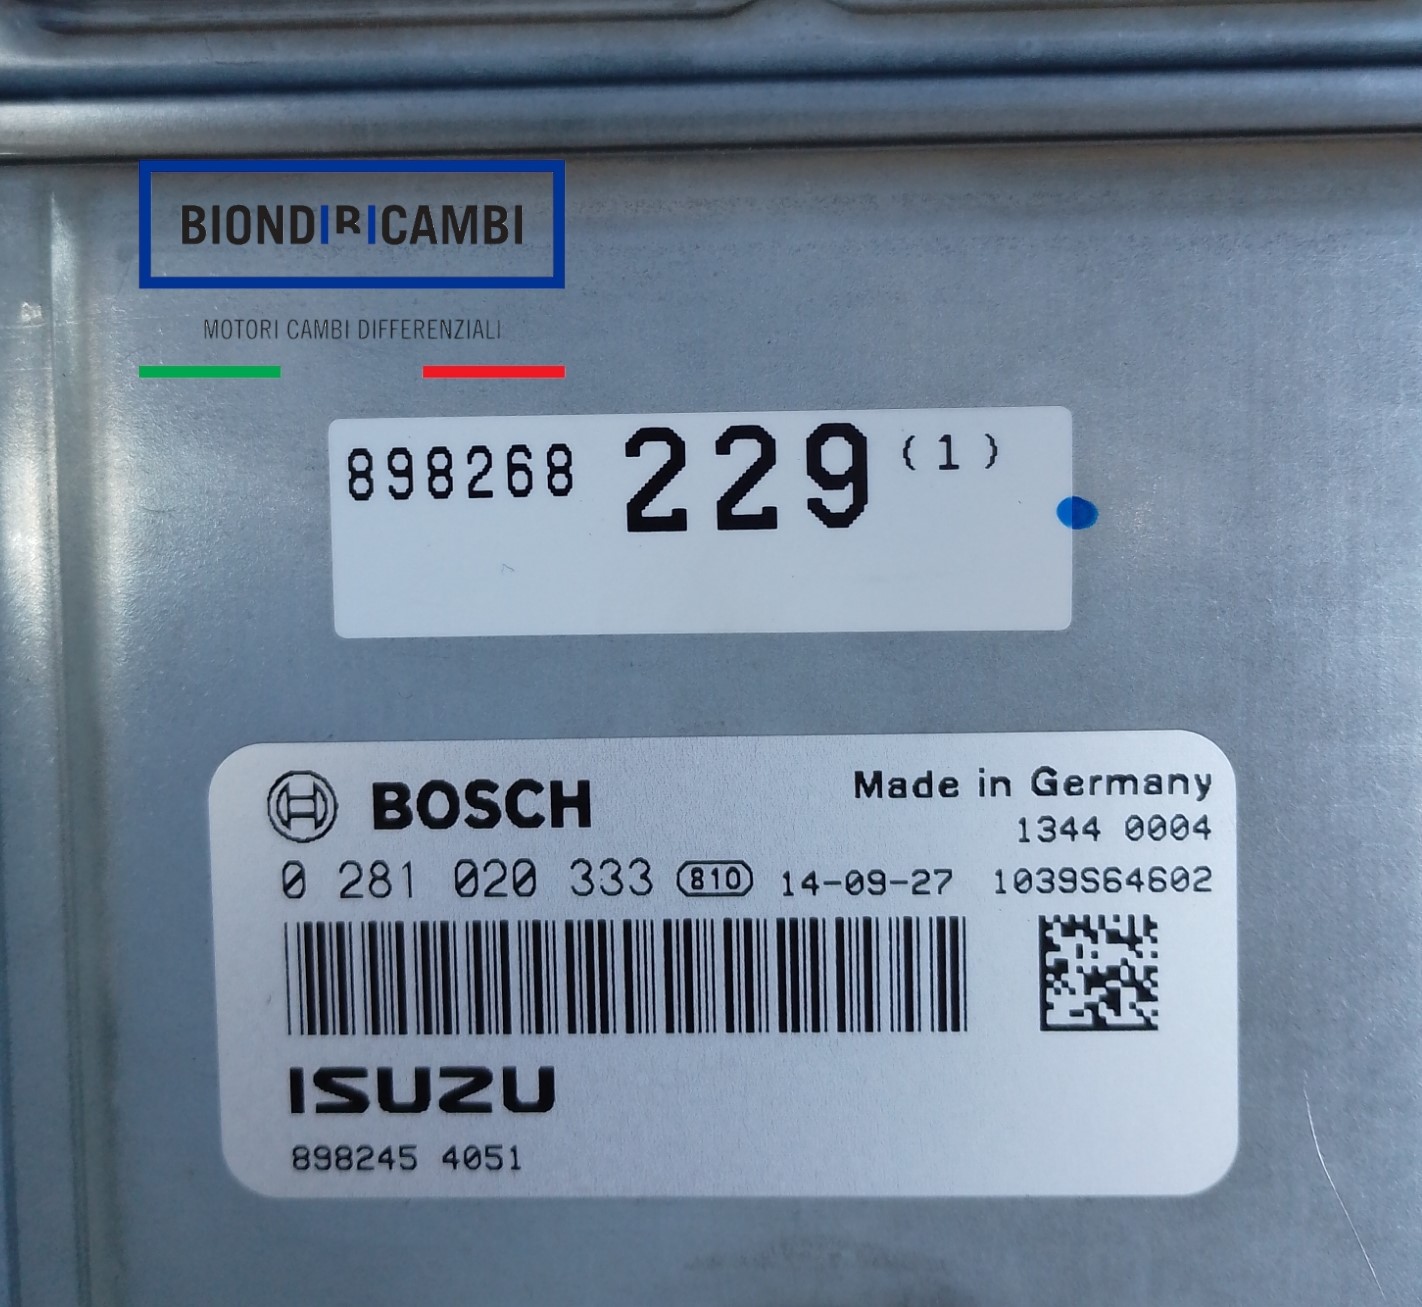 BIONDIRICAMBI
MOTORI CAMBI DIFFERENZIALI
898268 229 (1)
BOSCH
Made in Germany
1344 0004
0 281 020 333 810 14-09-27 1039S64602
ISUZU
898245 4051